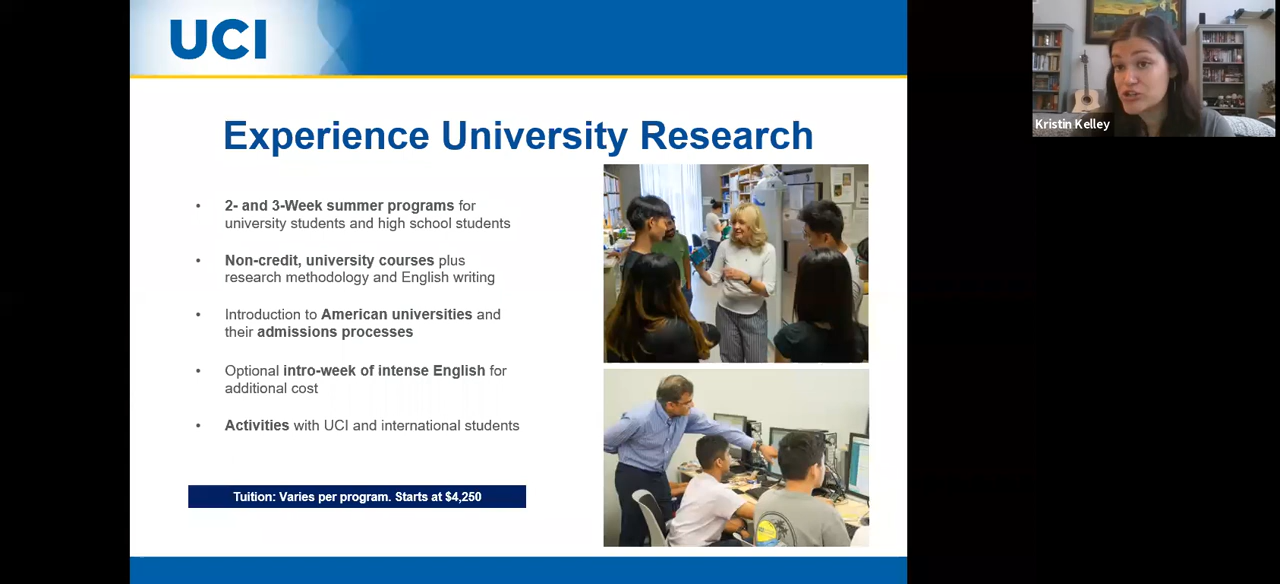 UCI
Experience University Research
• 2- and 3-Week summer programs for
university students and high school students
• Non-credit, university courses plus
research methodology and English writing
• Introduction to American universities and
their admissions processes
• Optional intro-week of intense English for
additional cost
• Activities with UCI and international students
Tuition: Varies per program. Starts at $4,250
Kristin Kelley